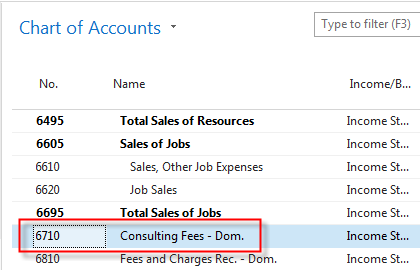 Chart of Accounts
Type to filter (F3)
No. Name Income/B...
6495 Total Sales of Resources Income St...
6605 Sales of Jobs Income St...
6610 Sales, Other Job Expenses Income St...
6620 Job Sales Income St...
6695 Total Sales of Jobs Income St...
6710 Consulting Fees - Dom. Income St...
6810 Fees and Charges Rec. - Dom. Income St...